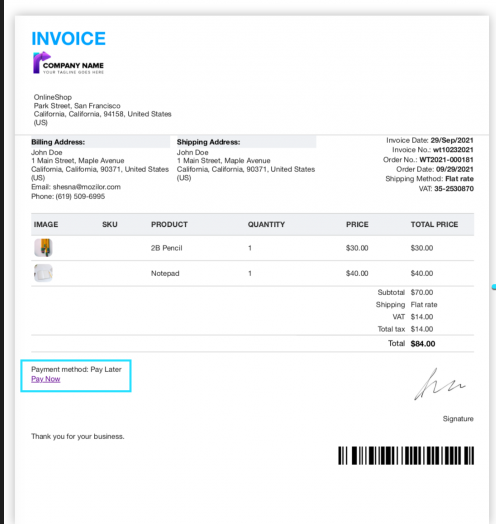 INVOICE
COMPANY NAME
YOUR TAGLINE GOES HERE
OnlineShop
Park Street, San Francisco
California, California, 94158, United States
(US)
Billing Address:
John Doe
1 Main Street, Maple Avenue
California, California, 90371, United States
(US)
Email: shesna@mozilor.com
Phone: (619) 509-6995
Shipping Address:
John Doe
1 Main Street, Maple Avenue
California, California, 90371, United States
(US)
Invoice Date: 29/Sep/2021
Invoice No.: wt10232021
Order No.: WT2021-000181
Order Date: 09/29/2021
Shipping Method: Flat rate
VAT: 35-2530870
IMAGE SKU PRODUCT QUANTITY PRICE TOTAL PRICE
2B Pencil 1 $30.00 $30.00
Notepad 1 $40.00 $40.00
Subtotal $70.00
Shipping Flat rate
VAT $14.00
Total tax $14.00
Total $84.00
Payment method: Pay Later
Pay Now
Signature
Thank you for your business.